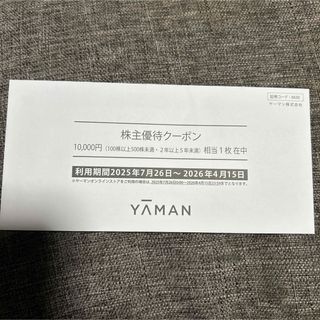 証券コード：6630
ヤーマン株式会社
株主優待クーポン
10,000円（100株以上500株未満・2年以上5年未満）相当1枚在中
利用期間2025年7月26日～2026年4月15日
YAMAN